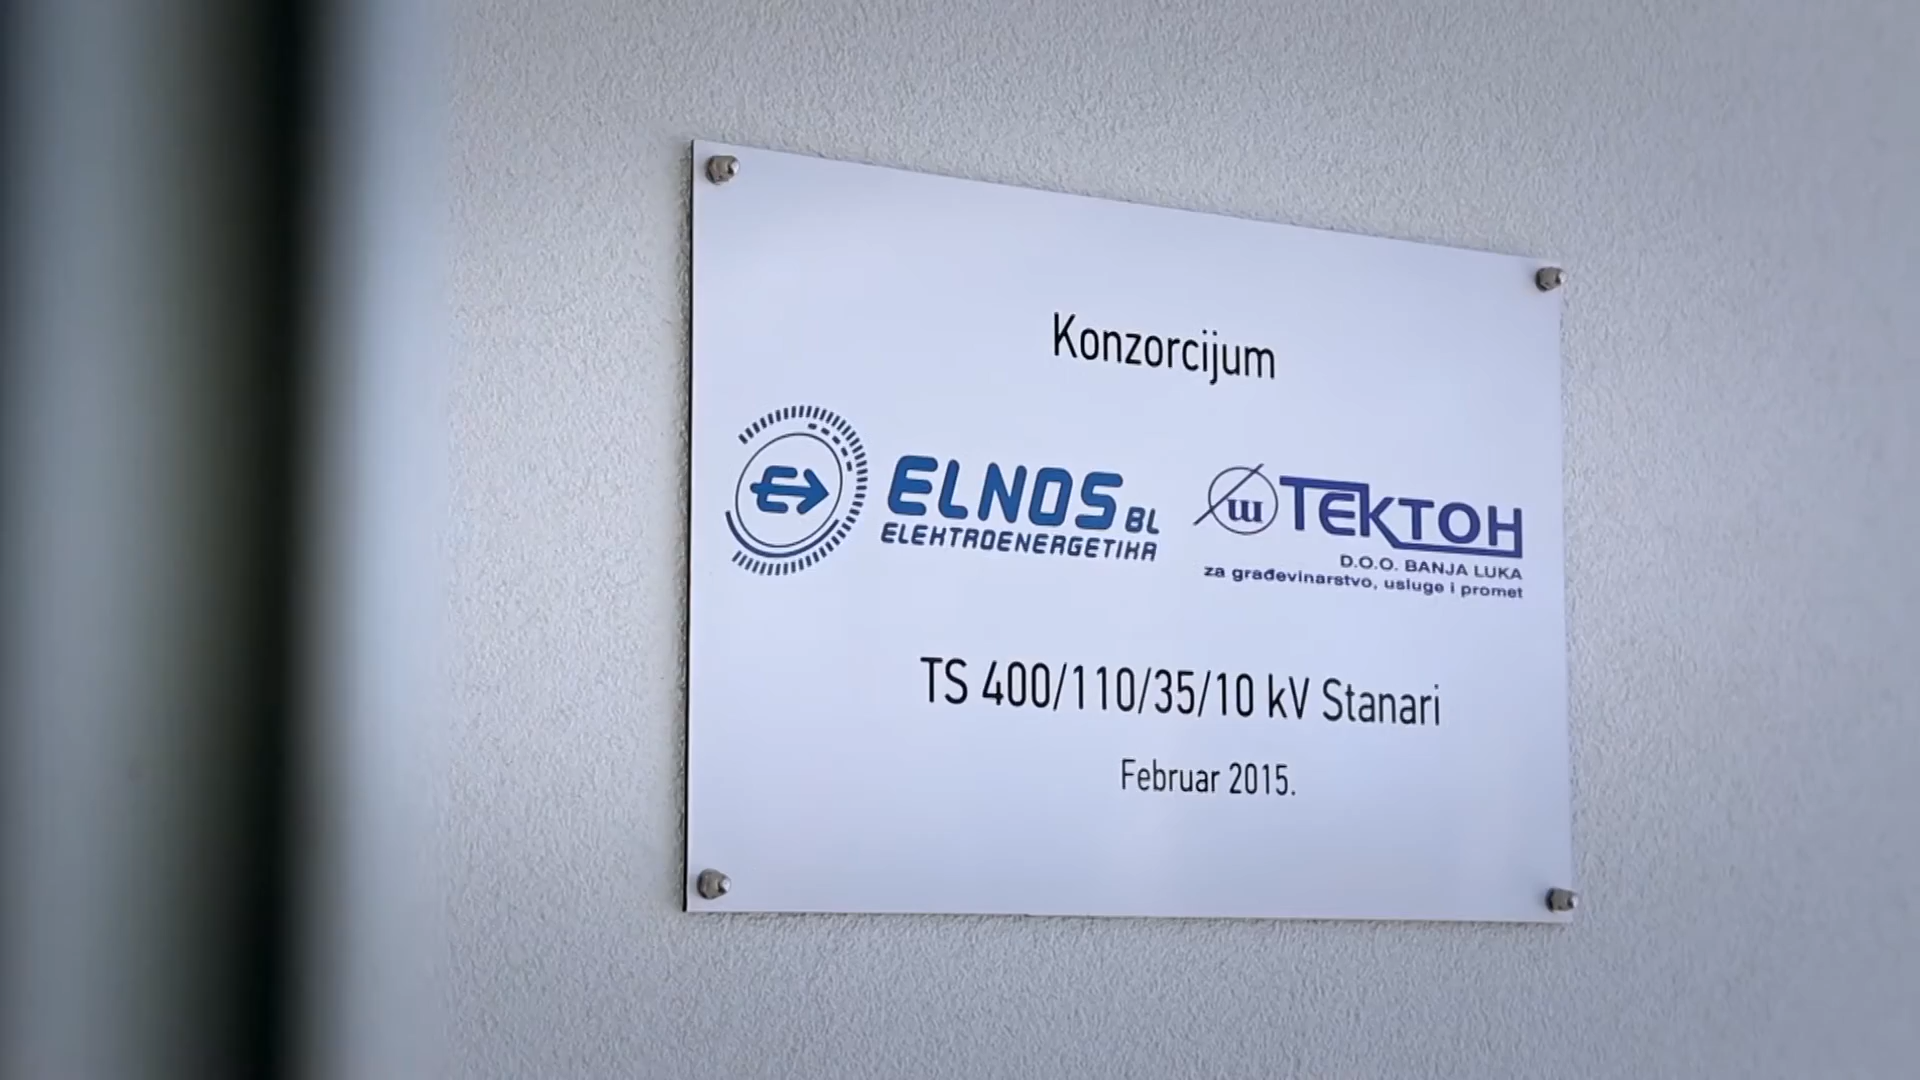 Konzorcijum
ELNOS BL
ELEKTROENERGETIKA
ш ТЕКТОН
D.O.O. BANJA LUKA
za građevinarstvo, usluge i promet
TS 400/110/35/10 kV Stanari
Februar 2015.